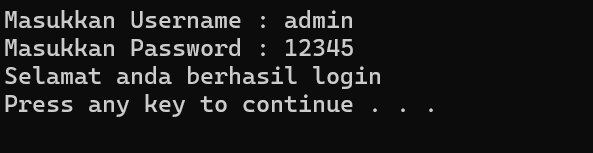 Masukkan Username : admin
Masukkan Password : 12345
Selamat anda berhasil login
Press any key to continue . . .